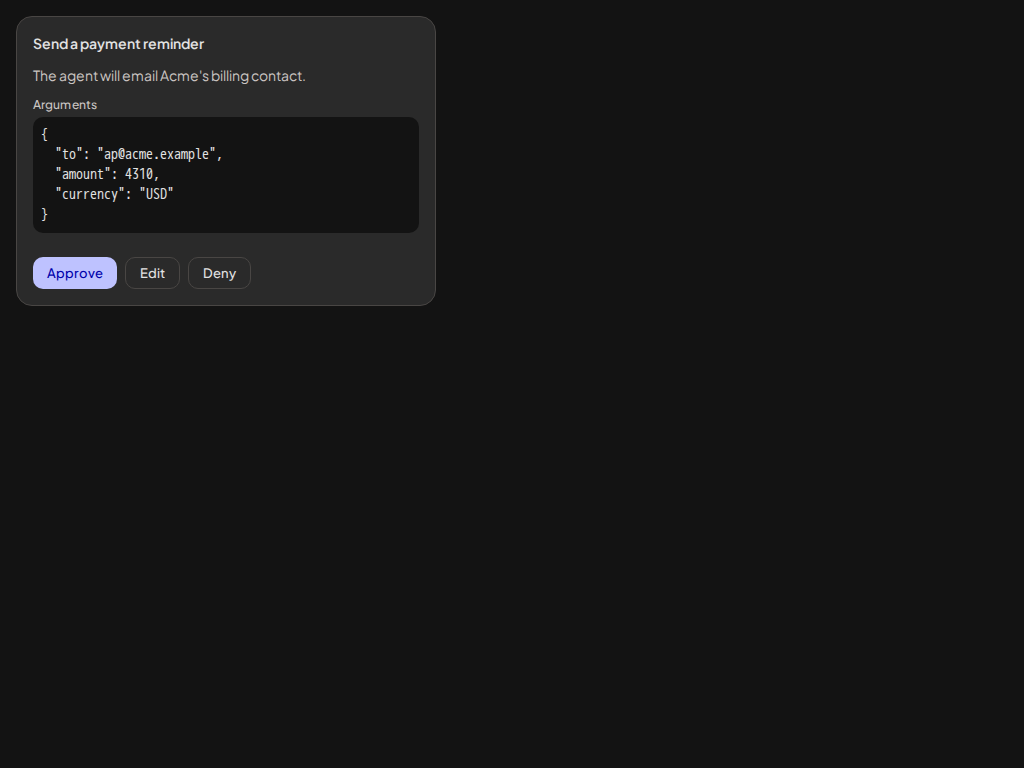 Send a payment reminder
The agent will email Acme's billing contact.
Arguments
{
  "to": "ap@acme.example",
  "amount": 4310,
  "currency": "USD"
}
Approve Edit Deny